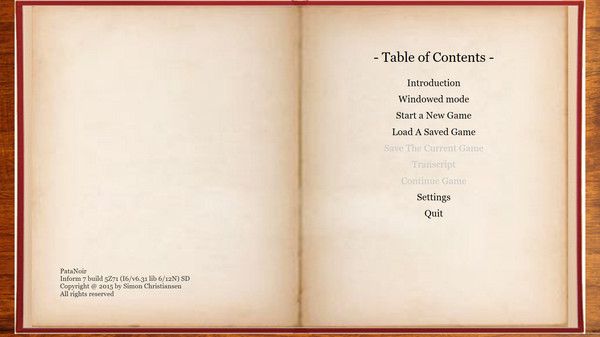 PataNoir
Inform 7 build 5Z71 (I6/v6.31 lib 6/12N) SD
Copyright @ 2015 by Simon Christiansen
All rights reserved
- Table of Contents -
Introduction
Windowed mode
Start a New Game
Load A Saved Game
Save The Current Game
Transcript
Continue Game
Settings
Quit